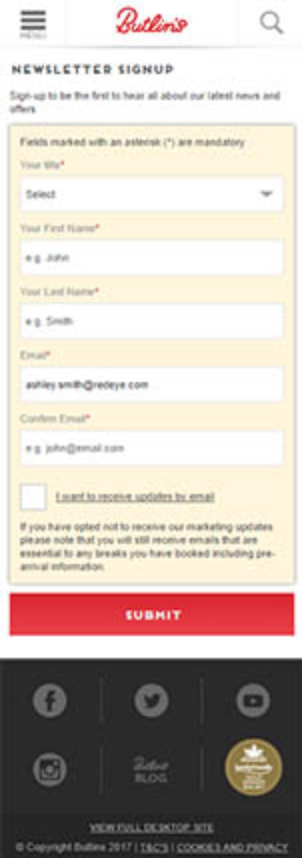 MENU
Butlin's
NEWSLETTER SIGNUP
Sign-up to be the first to hear all about our latest news and
offers
Fields marked with an asterisk (*) are mandatory
Your title*
Select
Your First Name*
e.g. John
Your Last Name*
e.g. Smith
Email*
ashley.smith@redeye.com
Confirm Email*
e.g. john@email.com
I want to receive updates by email
If you have opted not to receive our marketing updates
please note that you will still receive emails that are
essential to any breaks you have booked including pre-
arrival information.
SUBMIT
Butlins
BLOG
VIEW FULL DESKTOP SITE
© Copyright Butlins 2017 | T&C'S | COOKIES AND PRIVACY